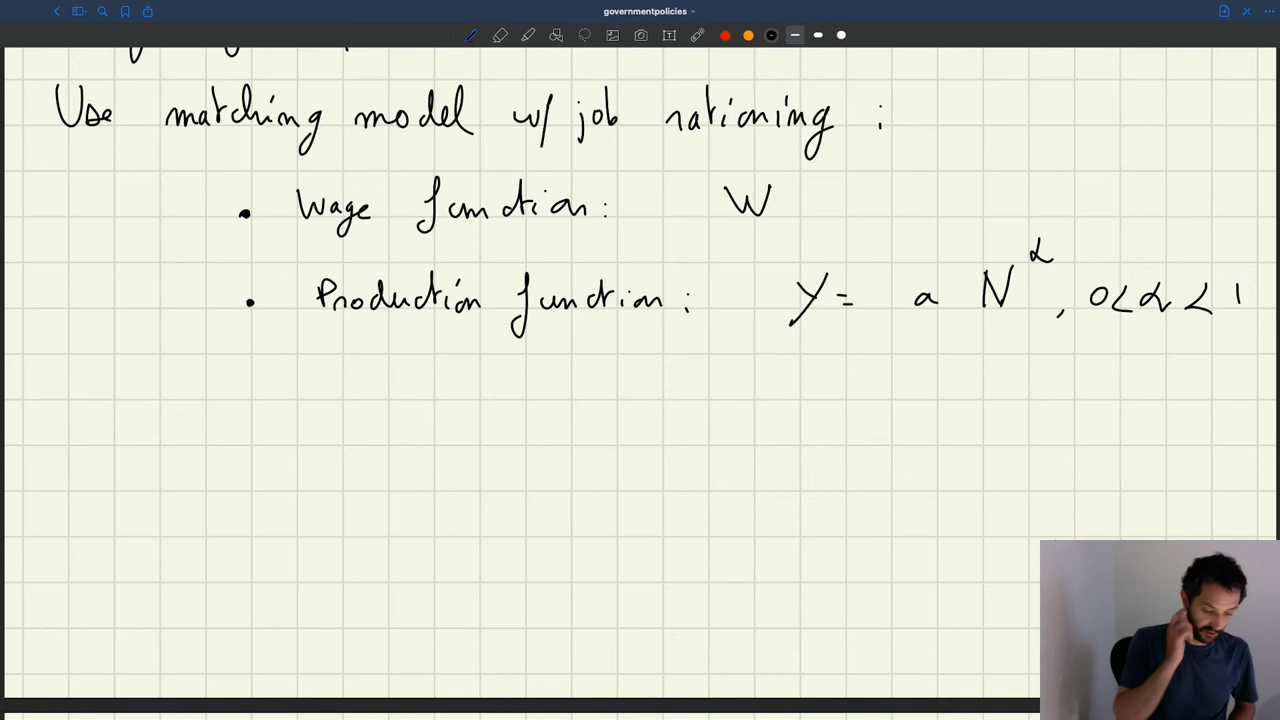 governmentpolicies
Use matching model w/ job rationing :
• Wage function: W
• Production function: Y = a N^α, 0<α<1